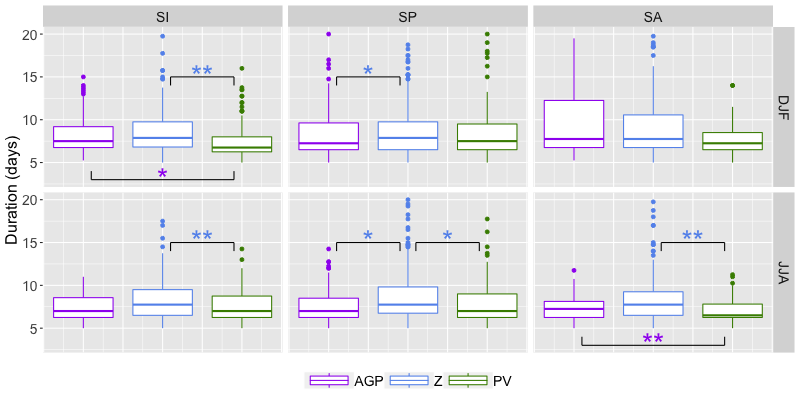 SI SP SA
20
15 ** *
10
5
*
DJF
Duration (days)
20
15 ** * * **
10
5
**
JJA
AGP Z PV